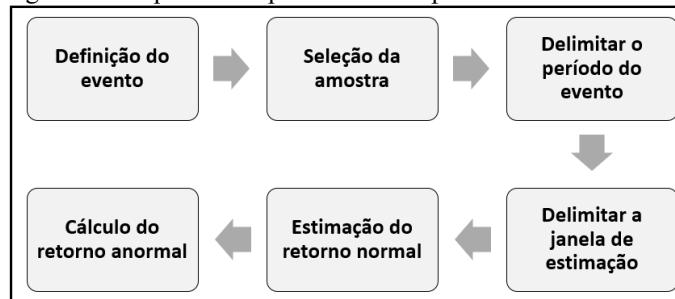 Definição do
evento
Seleção da
amostra
Delimitar o
período do
evento
Delimitar a
janela de
estimação
Estimação do
retorno normal
Cálculo do
retorno anormal